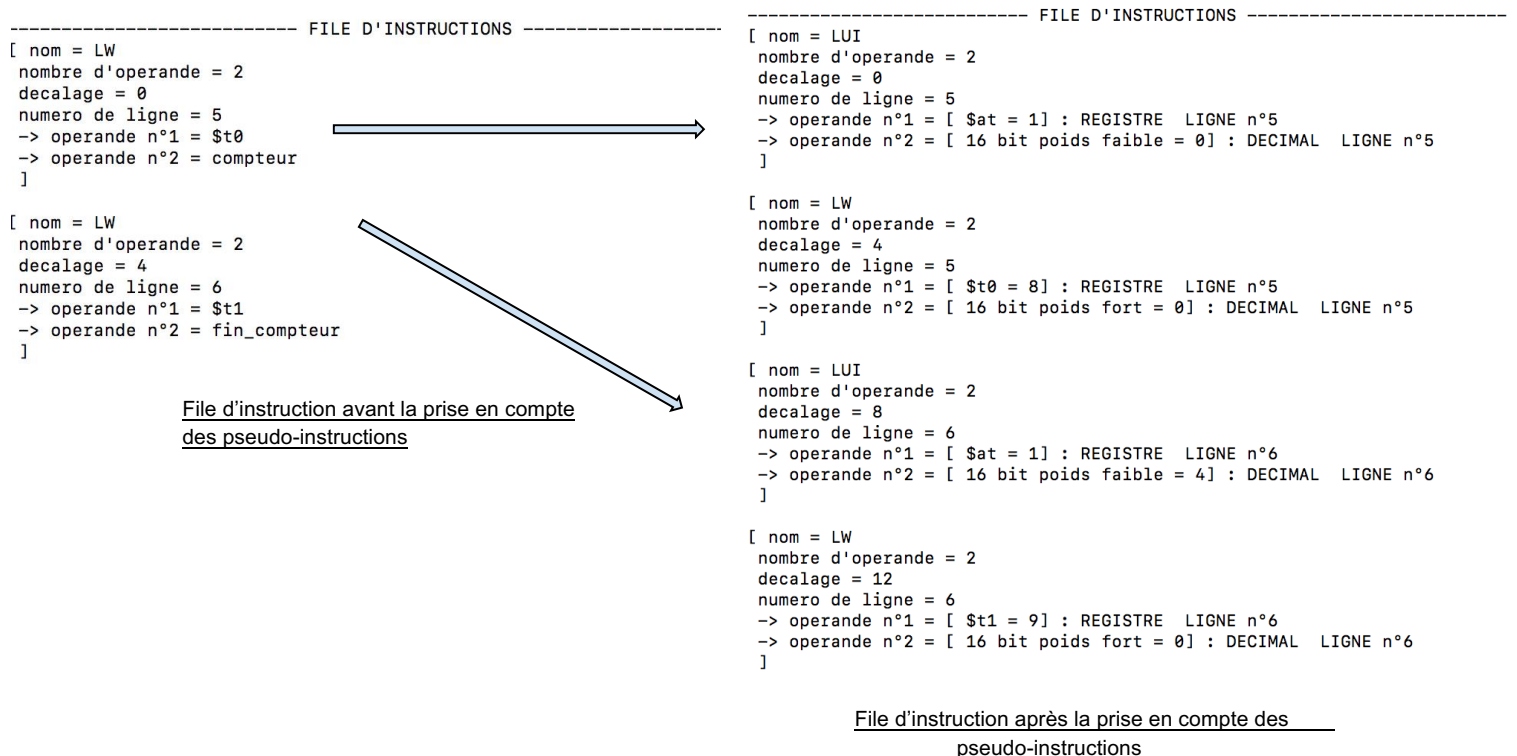 --------------------------- FILE D'INSTRUCTIONS -------------------
[ nom = LW
nombre d'operande = 2
decalage = 0
numero de ligne = 5
-> operande n°1 = $t0
-> operande n°2 = compteur
]
[ nom = LW
nombre d'operande = 2
decalage = 4
numero de ligne = 6
-> operande n°1 = $t1
-> operande n°2 = fin_compteur
]
File d’instruction avant la prise en compte
des pseudo-instructions
--------------------------- FILE D'INSTRUCTIONS -------------------------
[ nom = LUI
nombre d'operande = 2
decalage = 0
numero de ligne = 5
-> operande n°1 = [ $at = 1] : REGISTRE  LIGNE n°5
-> operande n°2 = [ 16 bit poids faible = 0] : DECIMAL  LIGNE n°5
]
[ nom = LW
nombre d'operande = 2
decalage = 4
numero de ligne = 5
-> operande n°1 = [ $t0 = 8] : REGISTRE  LIGNE n°5
-> operande n°2 = [ 16 bit poids fort = 0] : DECIMAL  LIGNE n°5
]
[ nom = LUI
nombre d'operande = 2
decalage = 8
numero de ligne = 6
-> operande n°1 = [ $at = 1] : REGISTRE  LIGNE n°6
-> operande n°2 = [ 16 bit poids faible = 4] : DECIMAL  LIGNE n°6
]
[ nom = LW
nombre d'operande = 2
decalage = 12
numero de ligne = 6
-> operande n°1 = [ $t1 = 9] : REGISTRE  LIGNE n°6
-> operande n°2 = [ 16 bit poids fort = 0] : DECIMAL  LIGNE n°6
]
File d’instruction après la prise en compte des
pseudo-instructions